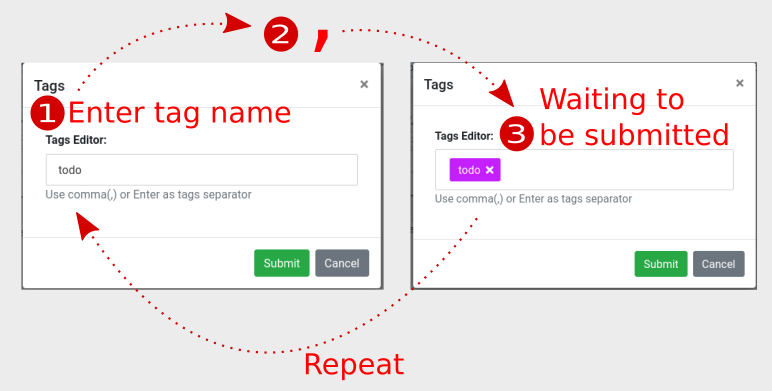 2 ,
Tags ×
1 Enter tag name
Tags Editor:
todo
Use comma(,) or Enter as tags separator
Submit Cancel
Tags ×
Waiting to
Tags Editor: 3 be submitted
todo ×
Use comma(,) or Enter as tags separator
Submit Cancel
Repeat